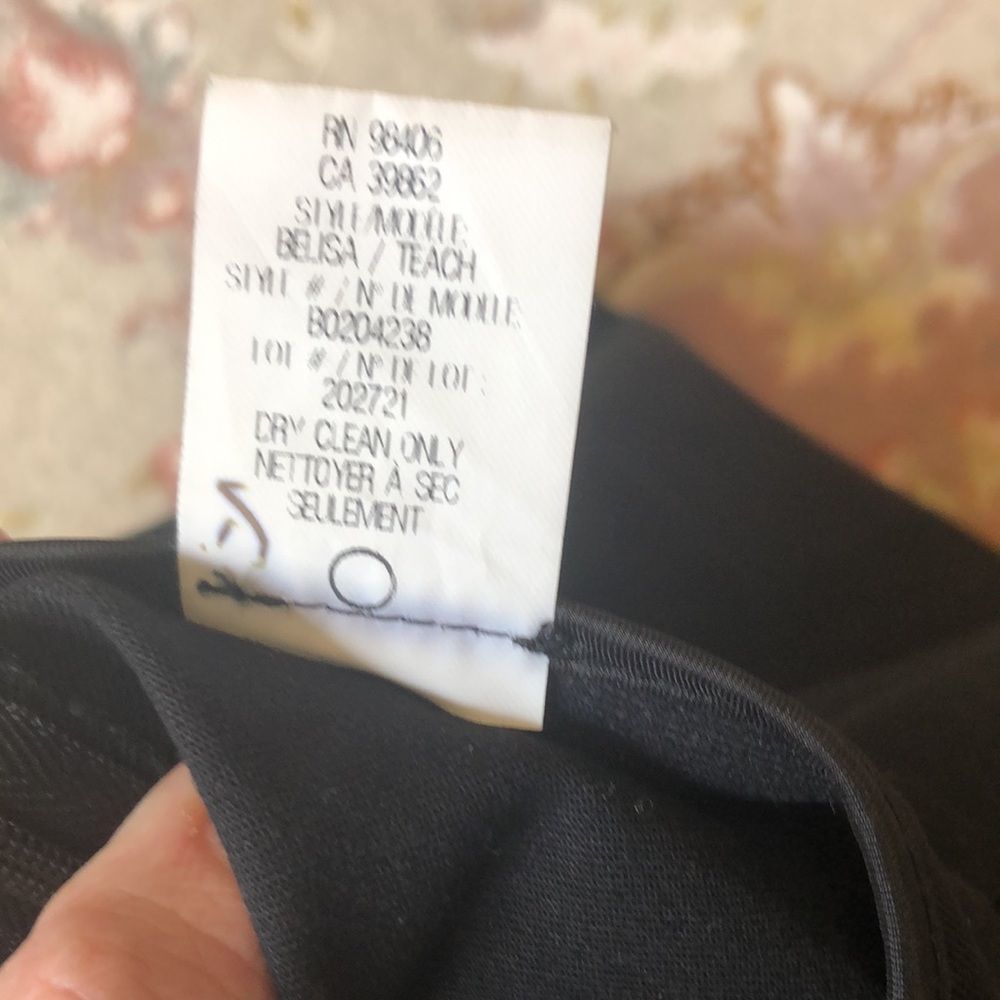 RN 98406
CA 39862
STYLE/MODÈLE:
BELISA / TEACH
STYLE # / Nº DE MODÈLE:
B0204238
LOT # / Nº DE LOT:
202721
DRY CLEAN ONLY
NETTOYER À SEC
SEULEMENT